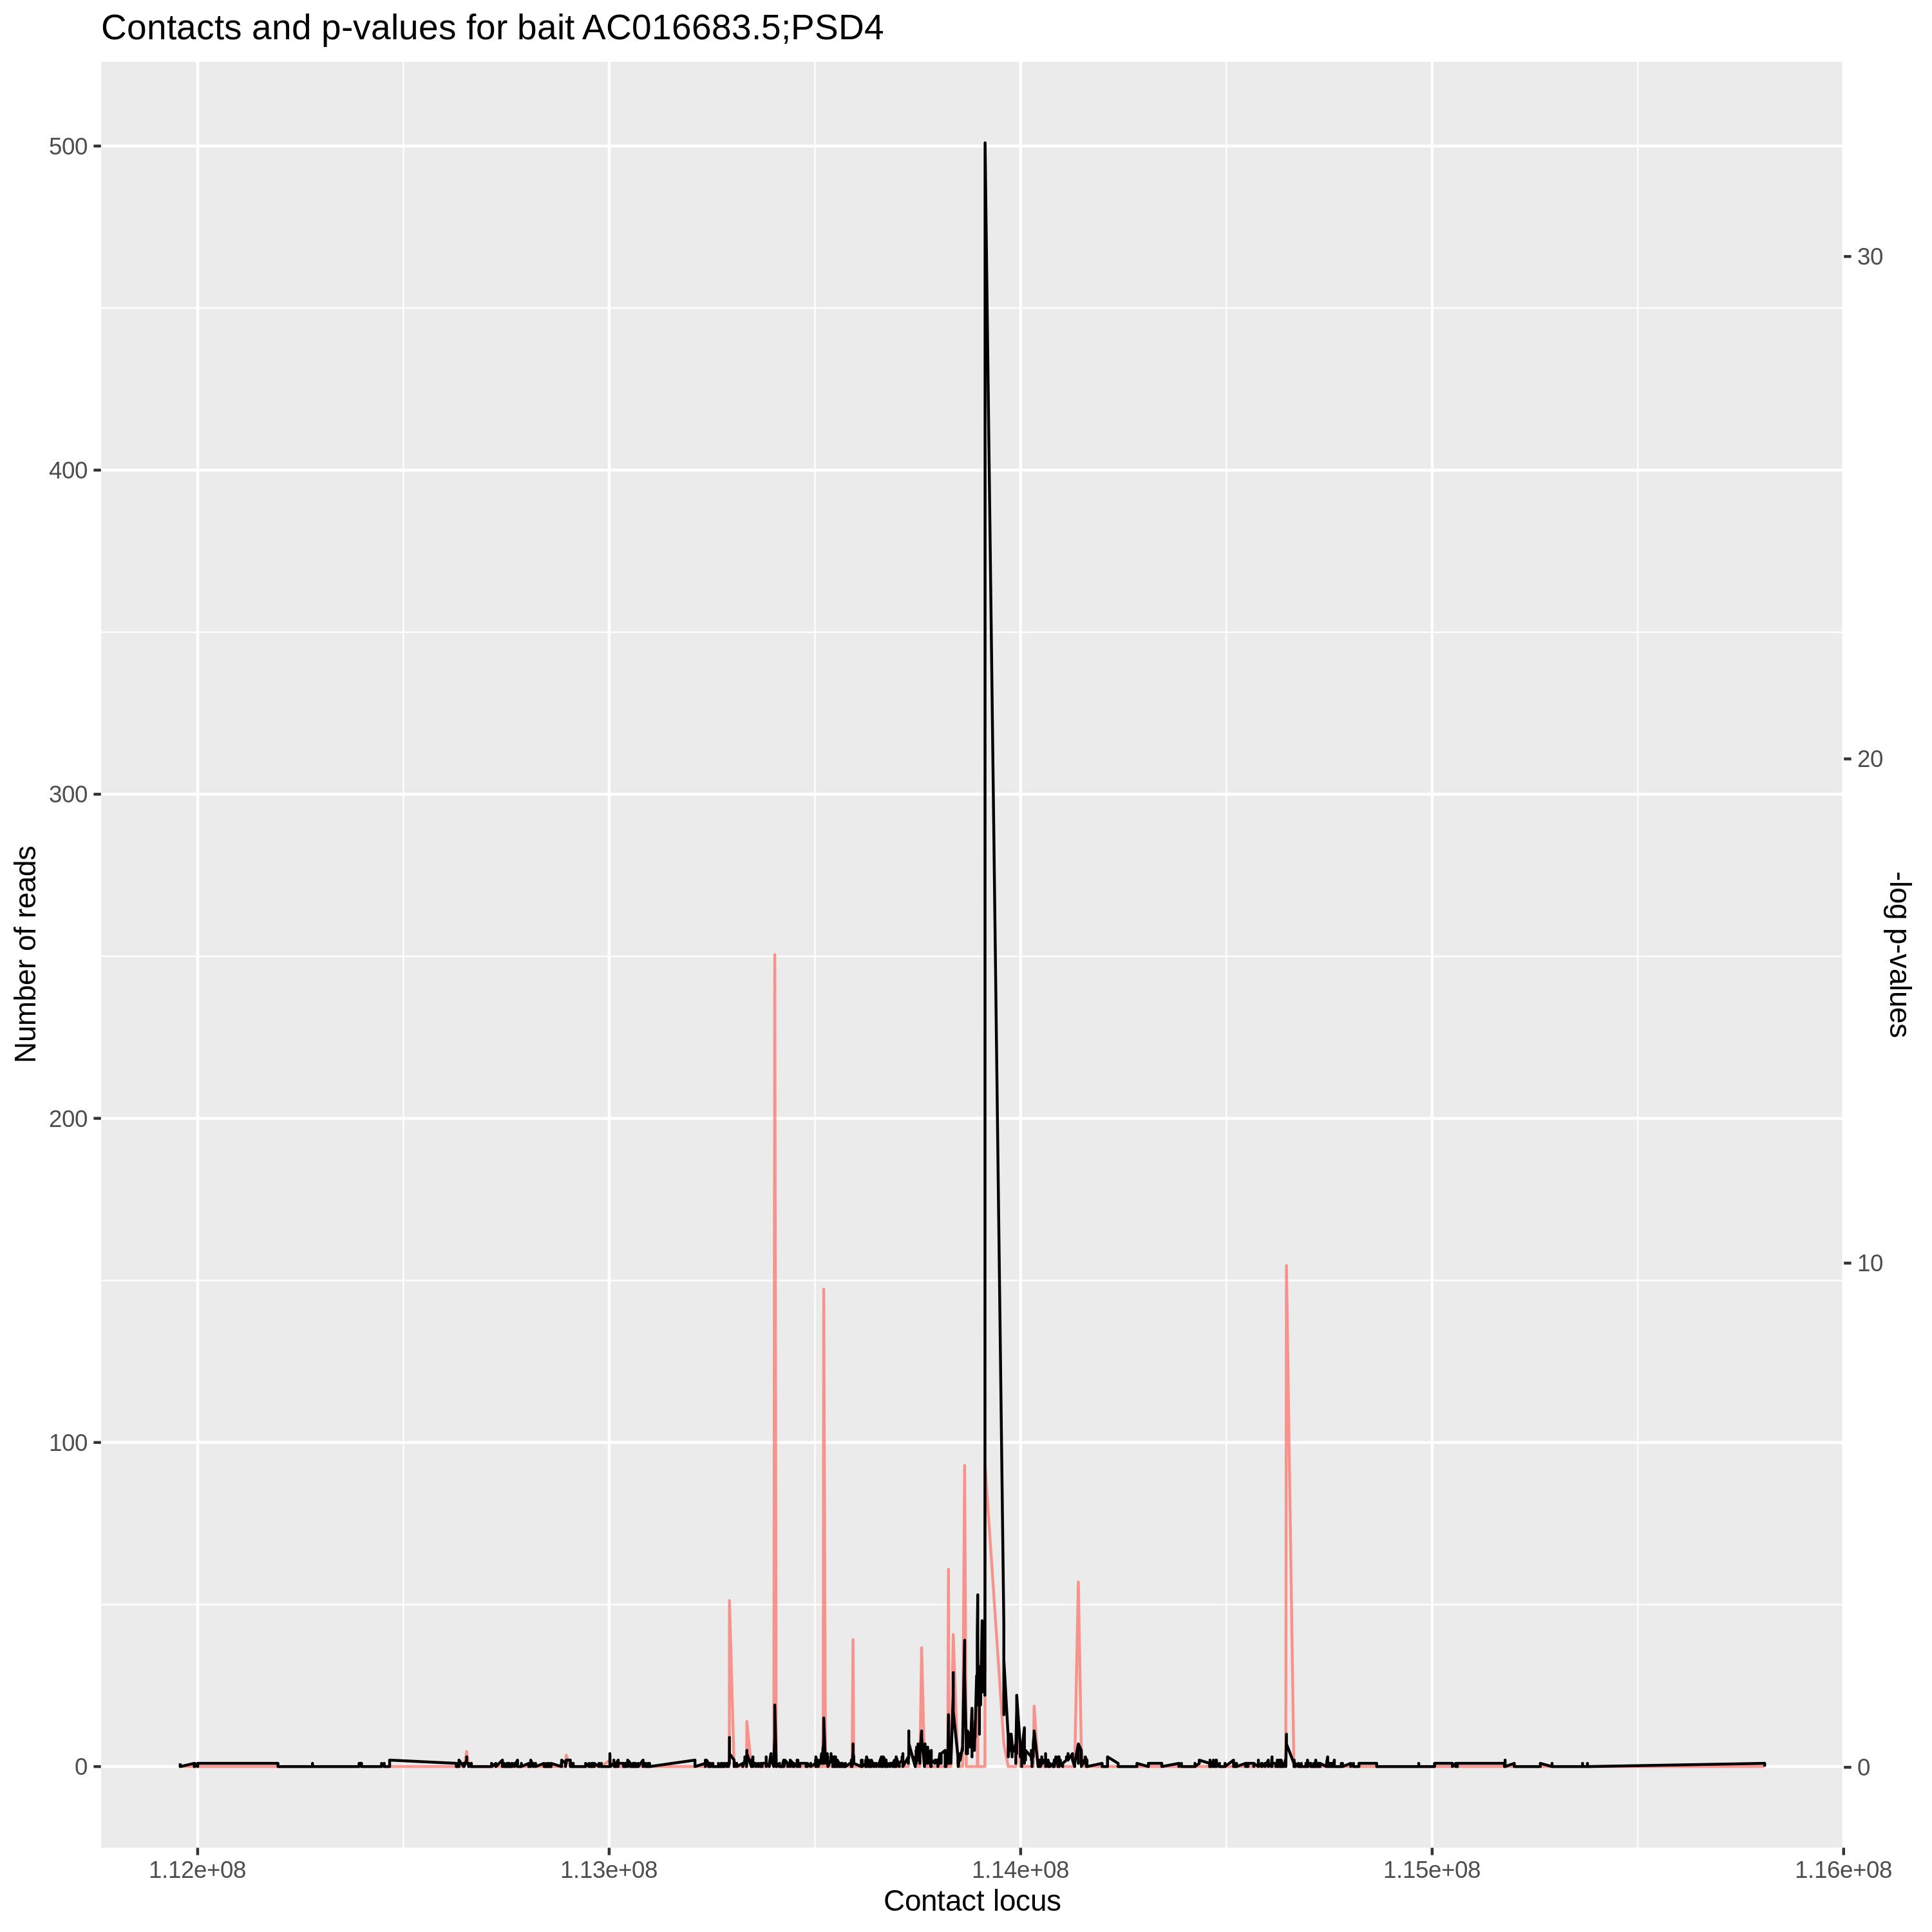 Contacts and p-values for bait AC016683.5;PSD4
500
400
300
200
100
0
Number of reads
30
20
10
0
-log p-values
1.12e+08
1.13e+08
1.14e+08
1.15e+08
1.16e+08
Contact locus